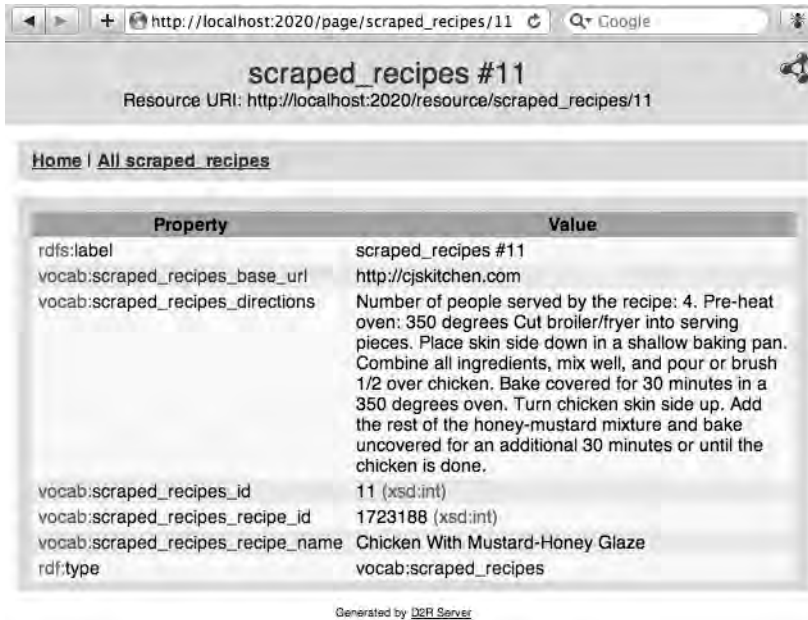 http://localhost:2020/page/scraped_recipes/11
Google
scraped_recipes #11
Resource URI: http://localhost:2020/resource/scraped_recipes/11
Home | All scraped_recipes
Property Value
rdfs:label scraped_recipes #11
vocab:scraped_recipes_base_url http://cjskitchen.com
vocab:scraped_recipes_directions Number of people served by the recipe: 4. Pre-heat
oven: 350 degrees Cut broiler/fryer into serving
pieces. Place skin side down in a shallow baking pan.
Combine all ingredients, mix well, and pour or brush
1/2 over chicken. Bake covered for 30 minutes in a
350 degrees oven. Turn chicken skin side up. Add
the rest of the honey-mustard mixture and bake
uncovered for an additional 30 minutes or until the
chicken is done.
vocab:scraped_recipes_id 11 (xsd:int)
vocab:scraped_recipes_recipe_id 1723188 (xsd:int)
vocab:scraped_recipes_recipe_name Chicken With Mustard-Honey Glaze
rdf:type vocab:scraped_recipes
Generated by D2R Server